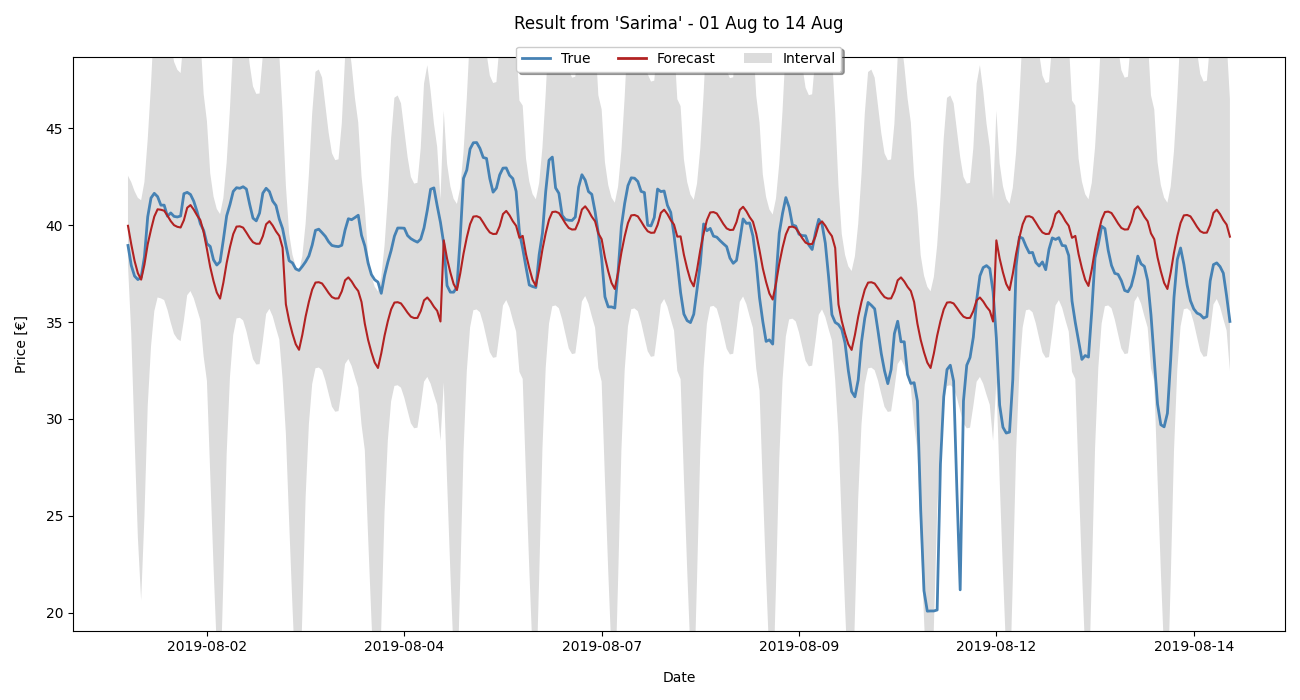 Result from 'Sarima' - 01 Aug to 14 Aug
True Forecast Interval
45
40
35
30
25
20
Price [€]
2019-08-02 2019-08-04 2019-08-07 2019-08-09 2019-08-12 2019-08-14
Date